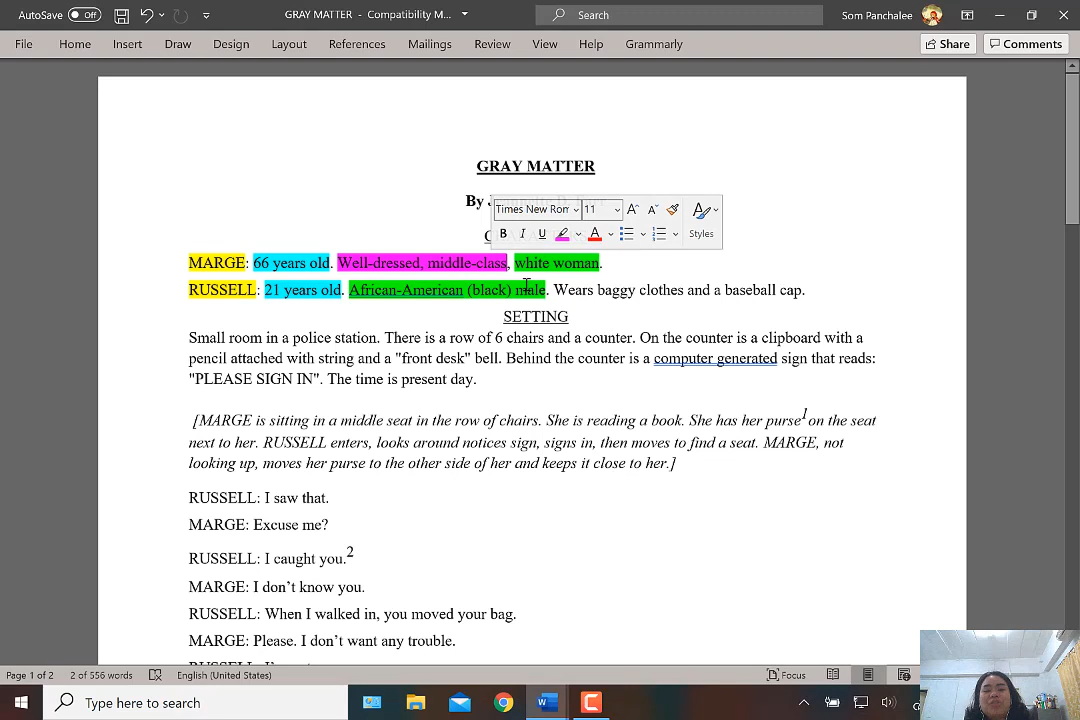 AutoSave Off GRAY MATTER - Compatibility M... Search Som Panchalee
File Home Insert Draw Design Layout References Mailings Review View Help Grammarly Share Comments
GRAY MATTER
By
Times New Rom 11
B I U A Styles
MARGE: 66 years old. Well-dressed, middle-class, white woman.
RUSSELL: 21 years old. African-American (black) male. Wears baggy clothes and a baseball cap.
SETTING
Small room in a police station. There is a row of 6 chairs and a counter. On the counter is a clipboard with a
pencil attached with string and a "front desk" bell. Behind the counter is a computer generated sign that reads:
"PLEASE SIGN IN". The time is present day.
[MARGE is sitting in a middle seat in the row of chairs. She is reading a book. She has her purse1 on the seat
next to her. RUSSELL enters, looks around notices sign, signs in, then moves to find a seat. MARGE, not
looking up, moves her purse to the other side of her and keeps it close to her.]
RUSSELL: I saw that.
MARGE: Excuse me?
RUSSELL: I caught you.2
MARGE: I don’t know you.
RUSSELL: When I walked in, you moved your bag.
MARGE: Please. I don’t want any trouble.
Page 1 of 2 2 of 556 words English (United States) Focus
Type here to search